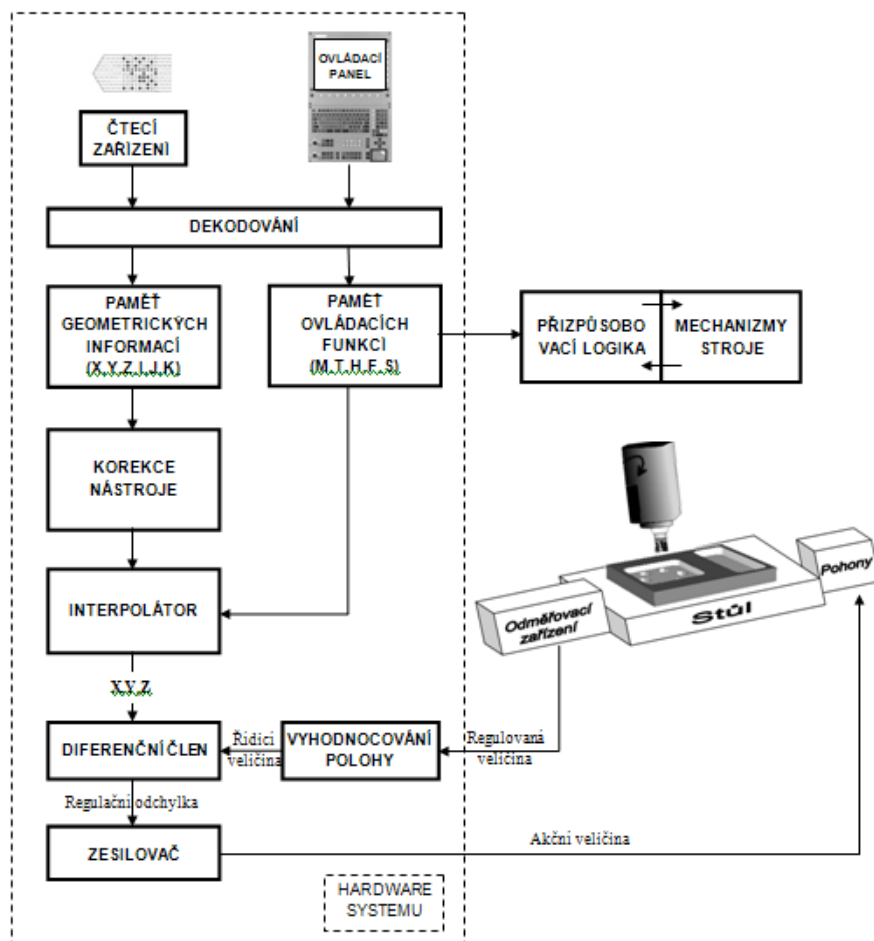 OVLÁDACÍ
PANEL
ČTECÍ
ZAŘÍZENÍ
DEKODOVÁNÍ
PAMĚŤ
GEOMETRICKÝCH
INFORMACÍ
(X,Y,Z,I,J,K)
PAMĚŤ
OVLÁDACÍCH
FUNKCÍ
(M,T,H,F,S)
PŘIZPŮSOBO
VACÍ LOGIKA
MECHANIZMY
STROJE
KOREKCE
NÁSTROJE
INTERPOLÁTOR
Pohony
Odměřovací
zařízení
Stůl
X,Y,Z
DIFERENČNÍ ČLEN
Řídicí
veličina
VYHODNOCOVÁNÍ
POLOHY
Regulovaná
veličina
Regulační odchylka
ZESILOVAČ
Akční veličina
HARDWARE
SYSTEMU